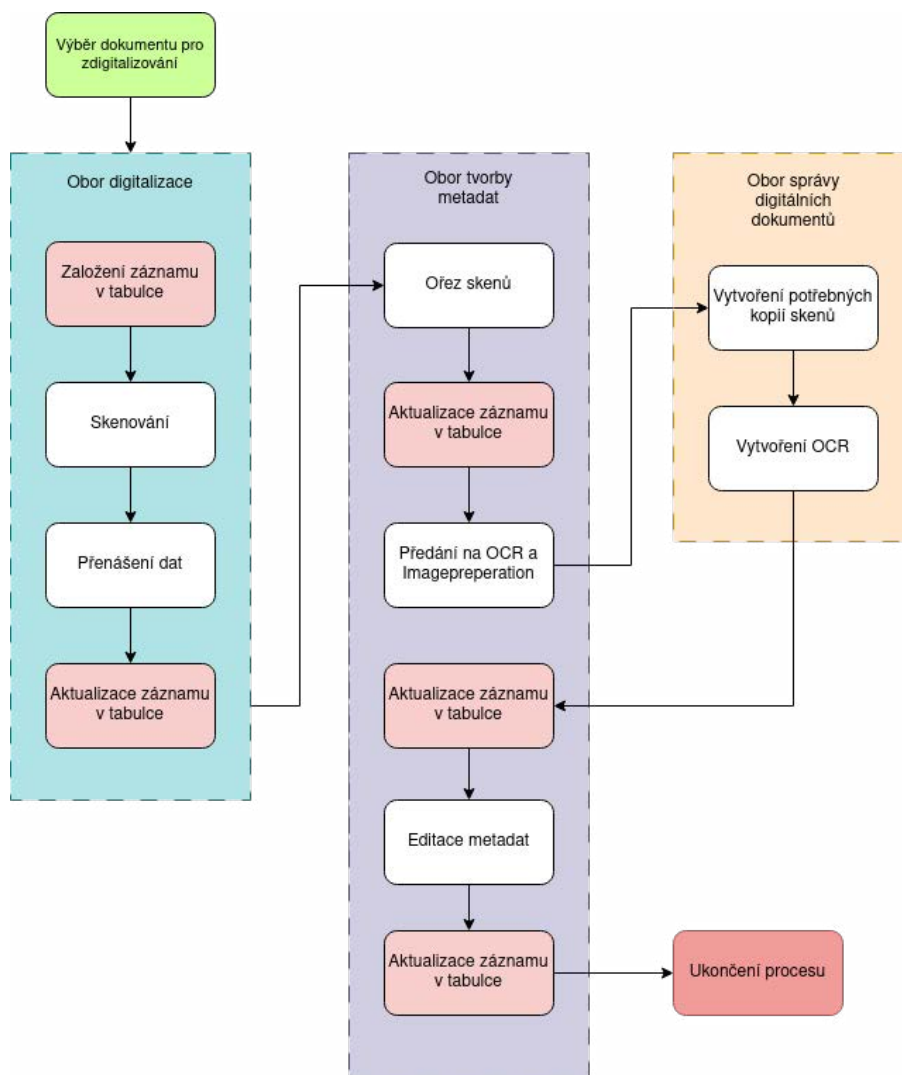 Výběr dokumentu pro
zdigitalizování
Obor digitalizace
Založení záznamu
v tabulce
Skenování
Přenášení dat
Aktualizace záznamu
v tabulce
Obor tvorby
metadat
Ořez skenů
Aktualizace záznamu
v tabulce
Předání na OCR a
Imagepreperation
Aktualizace záznamu
v tabulce
Editace metadat
Aktualizace záznamu
v tabulce
Obor správy
digitálních
dokumentů
Vytvoření potřebných
kopií skenů
Vytvoření OCR
Ukončení procesu